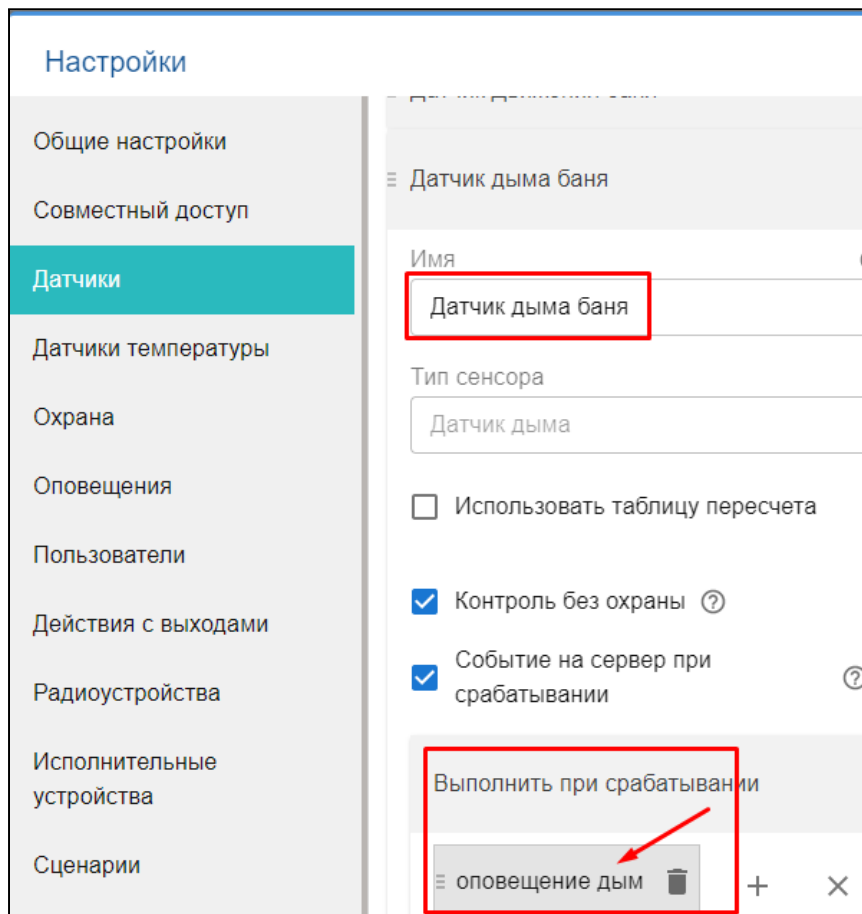 Настройки
Общие настройки
Совместный доступ
Датчики
Датчики температуры
Охрана
Оповещения
Пользователи
Действия с выходами
Радиоустройства
Исполнительные
устройства
Сценарии
Датчик дыма баня
Имя
Датчик дыма баня
Тип сенсора
Датчик дыма
Использовать таблицу пересчета
Контроль без охраны
Событие на сервер при
срабатывании
Выполнить при срабатывании
оповещение дым